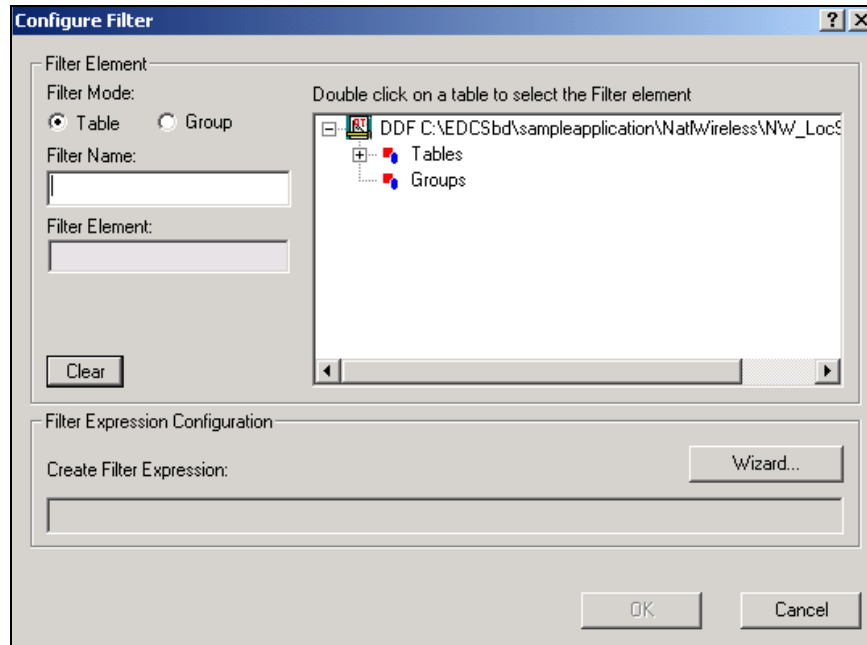 Configure Filter
Filter Element
Filter Mode:
Table
Group
Filter Name:
Filter Element:
Clear
Double click on a table to select the Filter element
DDF C:\EDCSbd\sampleapplication\NatlWireless\NW_LocS
Tables
Groups
Filter Expression Configuration
Create Filter Expression:
Wizard...
OK
Cancel